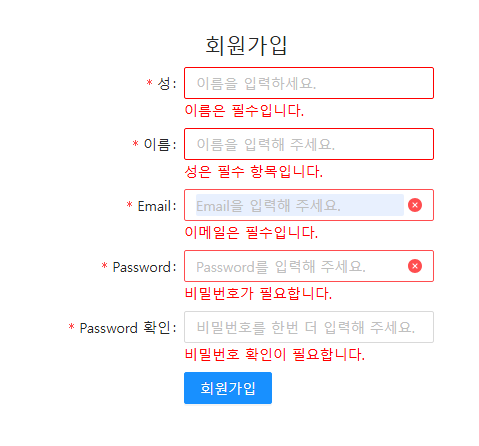 회원가입
* 성: 이름을 입력하세요.
이름은 필수입니다.
* 이름: 이름을 입력해 주세요.
성은 필수 항목입니다.
* Email: Email을 입력해 주세요.
이메일은 필수입니다.
* Password: Password를 입력해 주세요.
비밀번호가 필요합니다.
* Password 확인: 비밀번호를 한번 더 입력해 주세요.
비밀번호 확인이 필요합니다.
회원가입